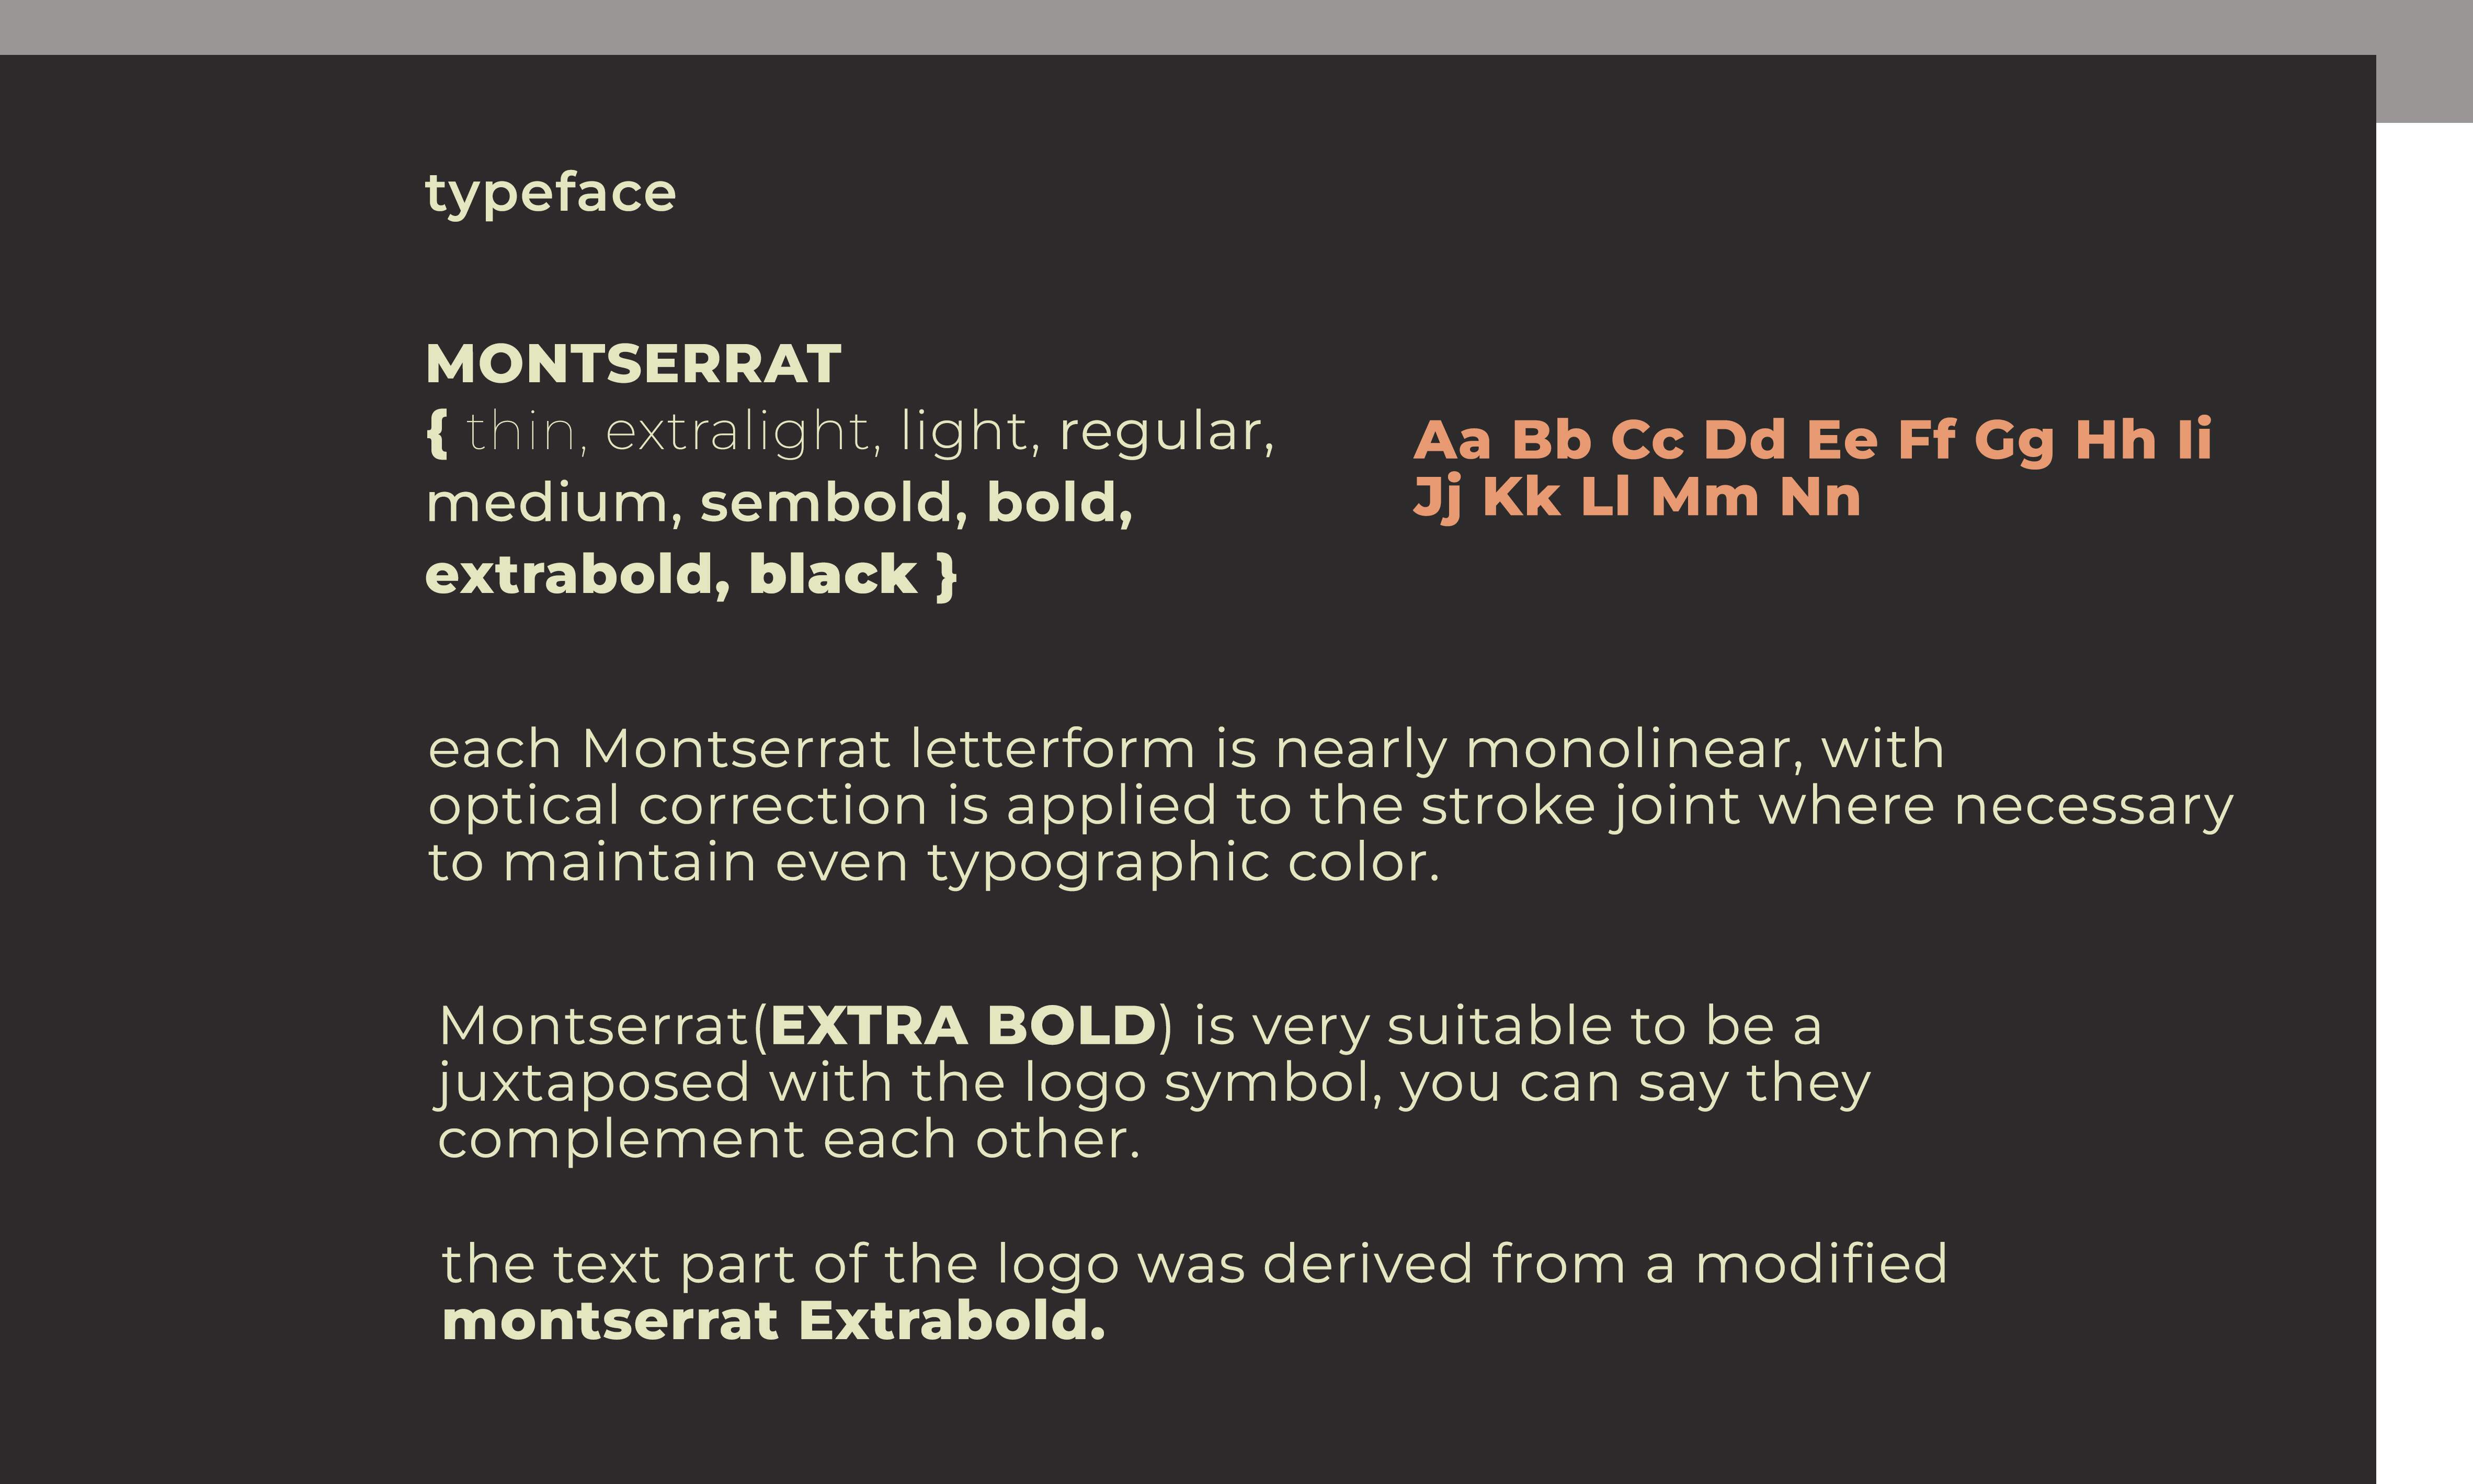 typeface
MONTSERRAT
{ thin, extralight, light, regular,
medium, sembold, bold,
extrabold, black }
Aa Bb Cc Dd Ee Ff Gg Hh Ii
Jj Kk Ll Mm Nn
each Montserrat letterform is nearly monolinear, with
optical correction is applied to the stroke joint where necessary
to maintain even typographic color.
Montserrat(EXTRA BOLD) is very suitable to be a
juxtaposed with the logo symbol, you can say they
complement each other.
the text part of the logo was derived from a modified
montserrat Extrabold.